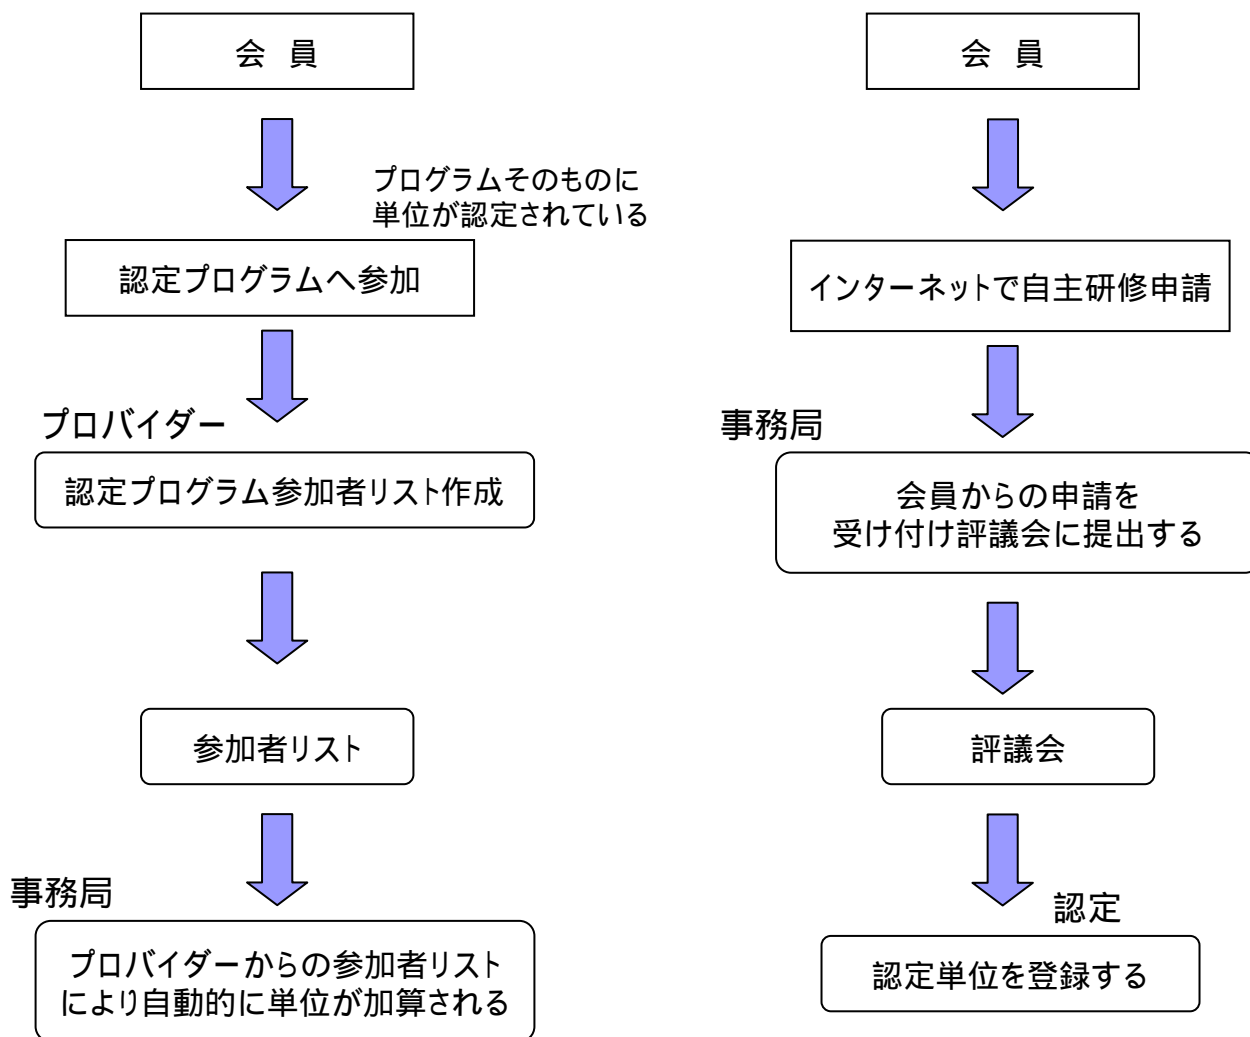 会 員
プログラムそのものに
単位が認定されている
認定プログラムへ参加
プロバイダー
認定プログラム参加者リスト作成
参加者リスト
事務局
プロバイダーからの参加者リスト
により自動的に単位が加算される
会 員
インターネットで自主研修申請
事務局
会員からの申請を
受け付け評議会に提出する
評議会
認定
認定単位を登録する